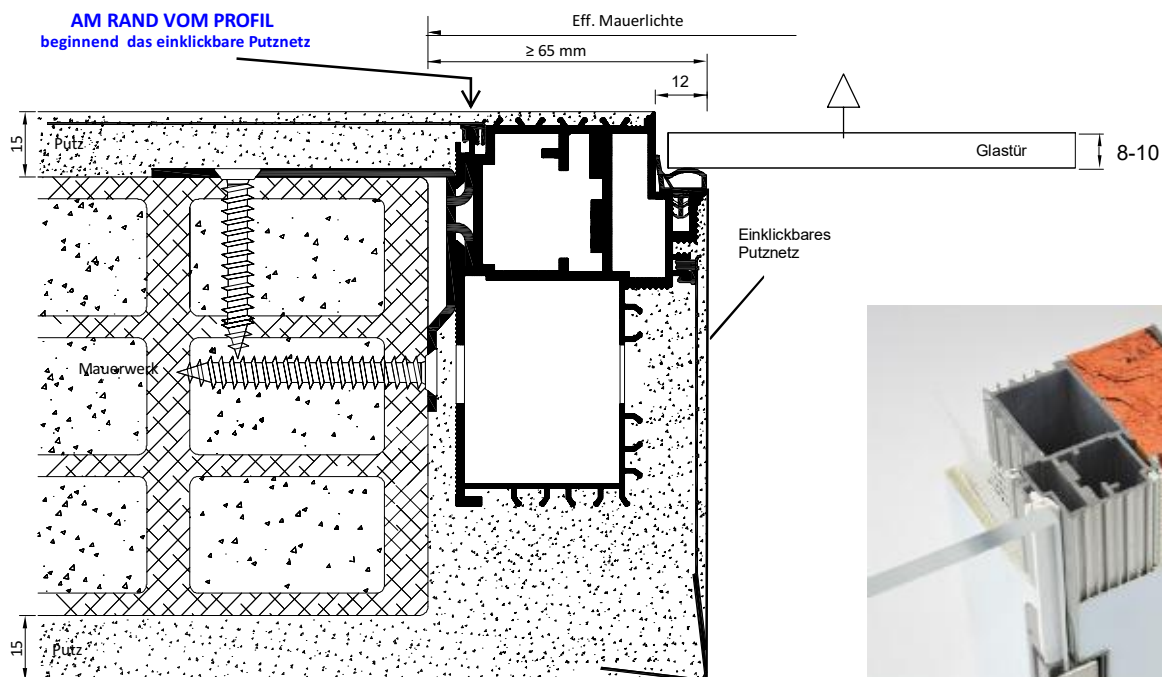 AM RAND VOM PROFIL
beginnend das einklickbare Putznetz
Eff. Mauerlichte
≥ 65 mm
12
15
Putz
Glastür
8-10
Einklickbares
Putznetz
Mauerwerk
15
Putz